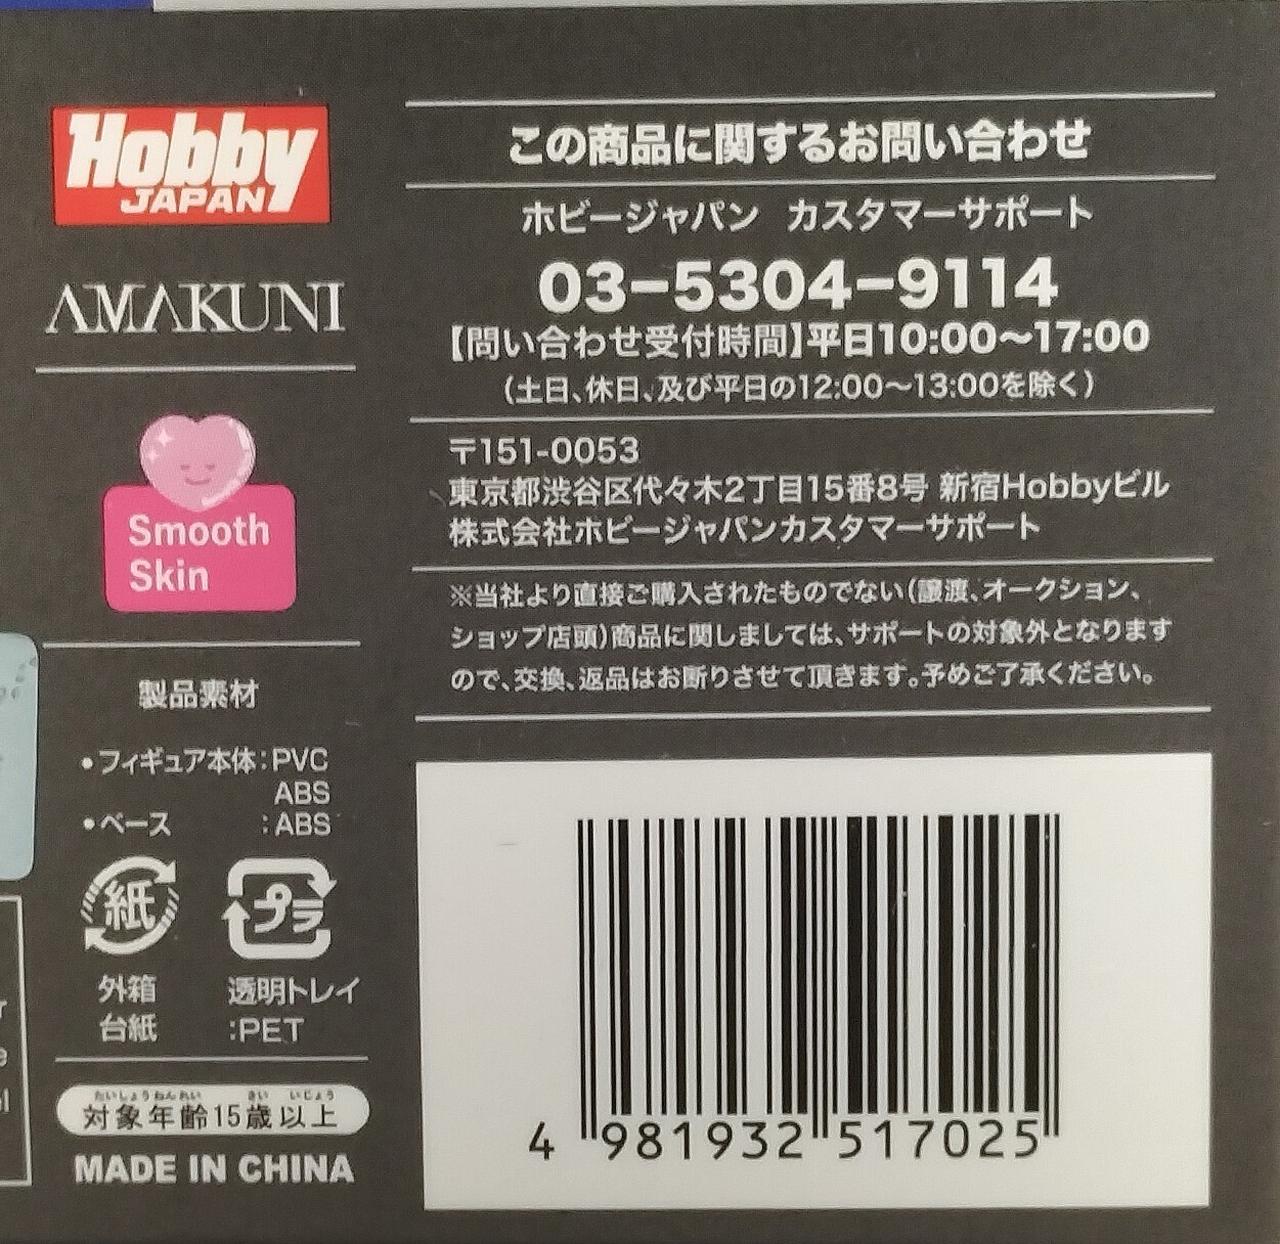 Hobby
JAPAN
AMAKUNI
Smooth
Skin
製品素材
•フィギュア本体:PVC
ABS
•ベース :ABS
紙
プラ
外箱
台紙
透明トレイ
:PET
たいしょうねんれい さい いじょう
対象年齢15歳以上
MADE IN CHINA
この商品に関するお問い合わせ
ホビージャパン カスタマーサポート
03-5304-9114
【問い合わせ受付時間】平日10:00〜17:00
(土日、休日、及び平日の12:00〜13:00を除く)
〒151-0053
東京都渋谷区代々木2丁目15番8号 新宿Hobbyビル
株式会社ホビージャパンカスタマーサポート
※当社より直接ご購入されたものでない(譲渡、オークション、
ショップ店頭)商品に関しましては、サポートの対象外となります
ので、交換、返品はお断りさせて頂きます。予めご了承ください。
4 981932 517025